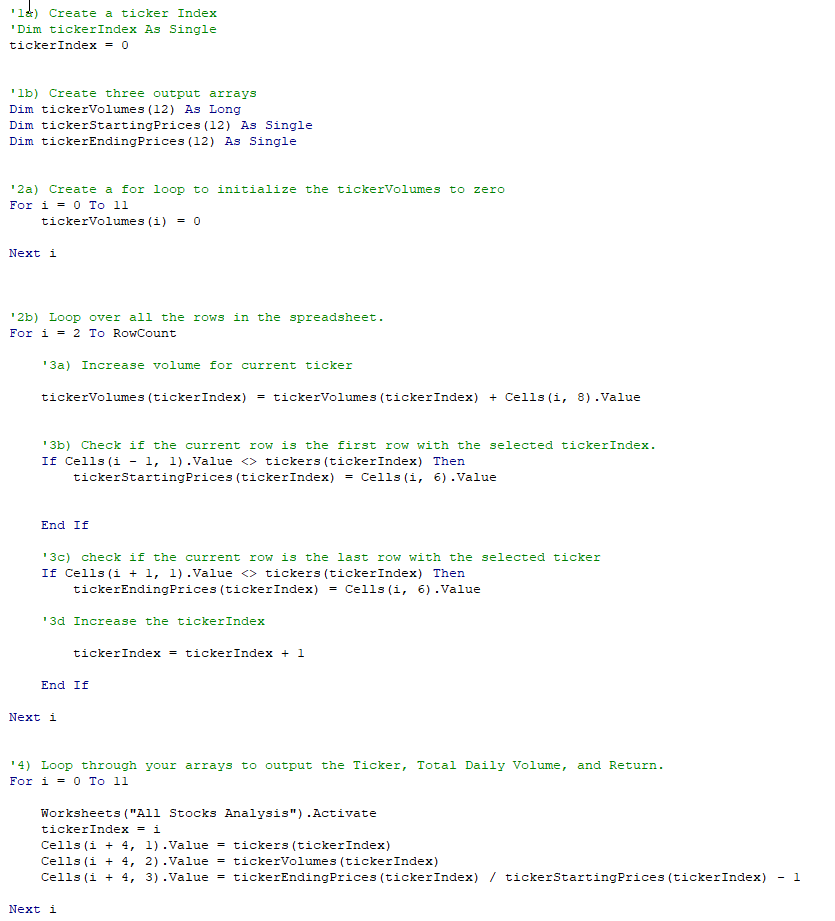 '1a) Create a ticker Index
'Dim tickerIndex As Single
tickerIndex = 0
'1b) Create three output arrays
Dim tickerVolumes(12) As Long
Dim tickerStartingPrices(12) As Single
Dim tickerEndingPrices(12) As Single
'2a) Create a for loop to initialize the tickerVolumes to zero
For i = 0 To 11
    tickerVolumes(i) = 0
Next i
'2b) Loop over all the rows in the spreadsheet.
For i = 2 To RowCount
    '3a) Increase volume for current ticker
    tickerVolumes(tickerIndex) = tickerVolumes(tickerIndex) + Cells(i, 8).Value
    '3b) Check if the current row is the first row with the selected tickerIndex.
    If Cells(i - 1, 1).Value <> tickers(tickerIndex) Then
        tickerStartingPrices(tickerIndex) = Cells(i, 6).Value
    End If
    '3c) check if the current row is the last row with the selected ticker
    If Cells(i + 1, 1).Value <> tickers(tickerIndex) Then
        tickerEndingPrices(tickerIndex) = Cells(i, 6).Value
    '3d Increase the tickerIndex
        tickerIndex = tickerIndex + 1
    End If
Next i
'4) Loop through your arrays to output the Ticker, Total Daily Volume, and Return.
For i = 0 To 11
    Worksheets("All Stocks Analysis").Activate
    tickerIndex = i
    Cells(i + 4, 1).Value = tickers(tickerIndex)
    Cells(i + 4, 2).Value = tickerVolumes(tickerIndex)
    Cells(i + 4, 3).Value = tickerEndingPrices(tickerIndex) / tickerStartingPrices(tickerIndex) - 1
Next i